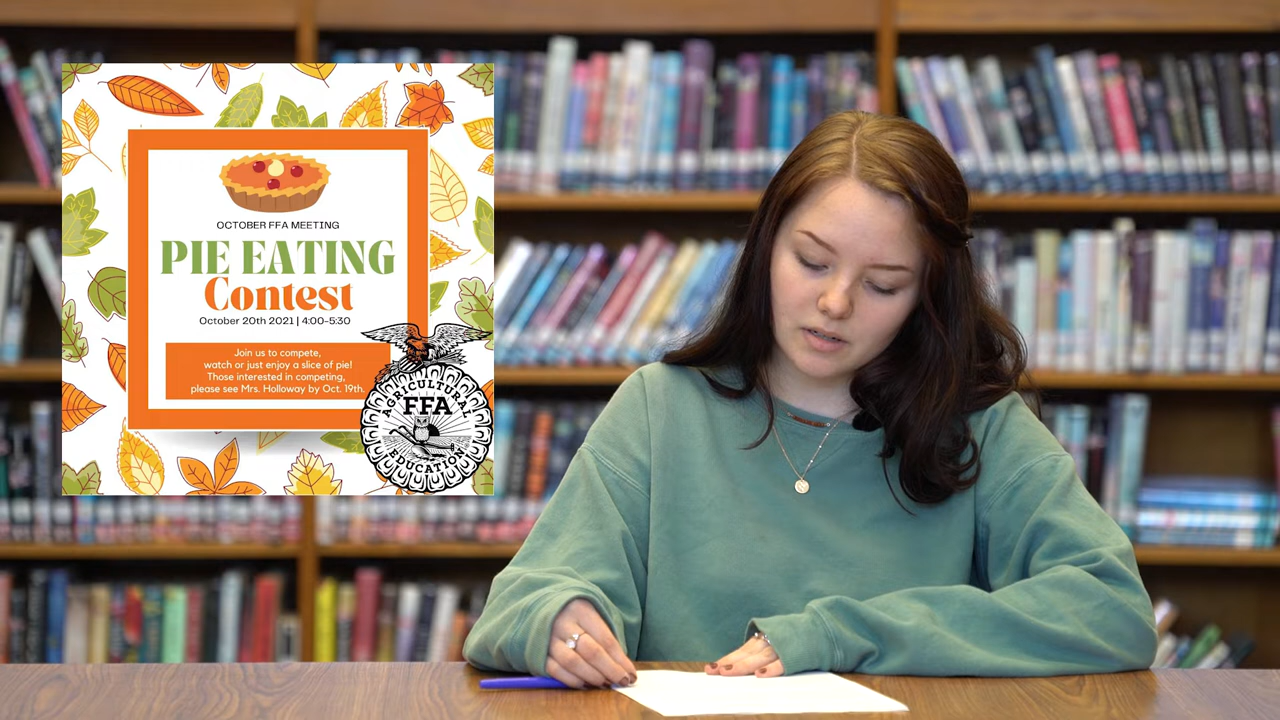 OCTOBER FFA MEETING
PIE EATING
Contest
October 20th 2021 | 4:00-5:30
Join us to compete,
watch or just enjoy a slice of pie!
Those interested in competing,
please see Mrs. Holloway by Oct. 19th.
AGRICULTURAL
FFA
EDUCATION